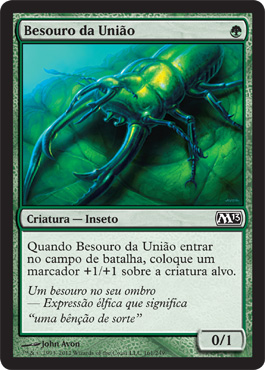 Besouro da União
Criatura — Inseto
M13
Quando Besouro da União entrar
no campo de batalha, coloque um
marcador +1/+1 sobre a criatura alvo.
Um besouro no seu ombro
— Expressão élfica que significa
“uma bênção de sorte”
John Avon
0/1